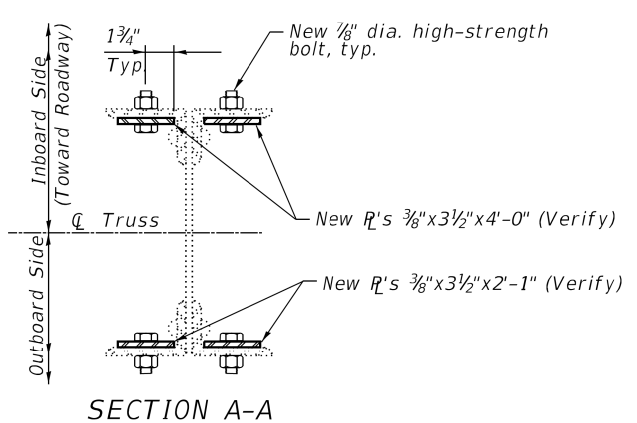 1¾"
Typ.
New ⅞" dia. high-strength
bolt, typ.
Inboard Side
(Toward Roadway)
℄ Truss
New ⅊'s ⅜"x3½"x4'-0" (Verify)
New ⅊'s ⅜"x3½"x2'-1" (Verify)
Outboard Side
SECTION A-A